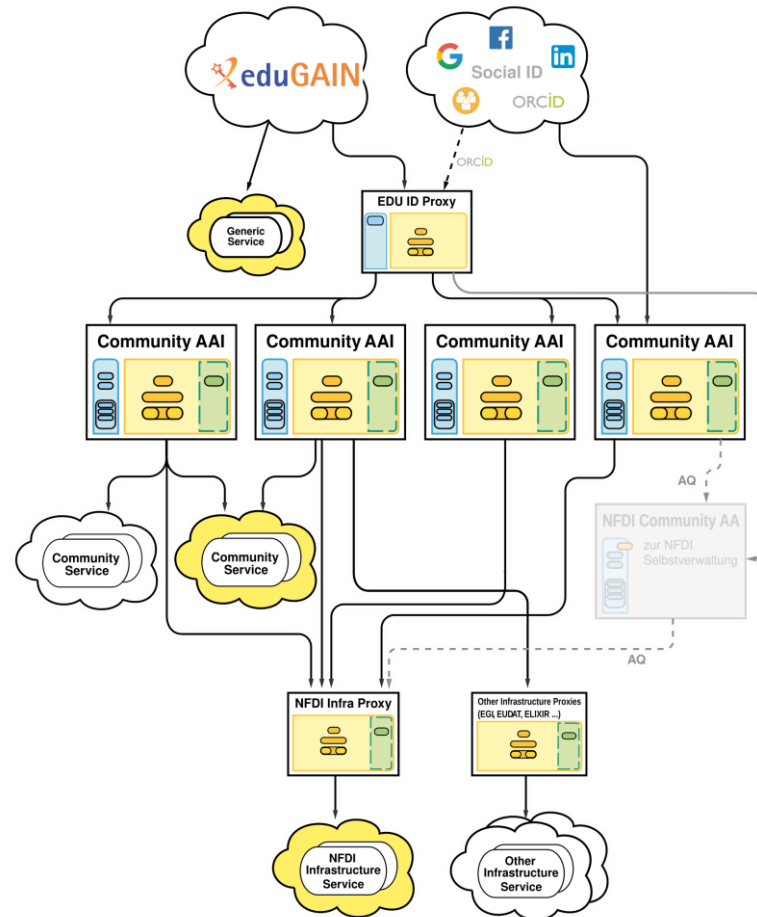 eduGAIN
Social ID
ORCiD
ORCiD
EDU ID Proxy
Generic
Service
Community AAI
Community AAI
Community AAI
Community AAI
AQ
NFDI Community AA
zur NFDI
Selbstverwaltung
Community
Service
Community
Service
AQ
NFDI Infra Proxy
Other Infrastructure Proxies
(EGI, EUDAT, ELIXIR ...)
NFDI
Infrastructure
Service
Other
Infrastructure
Service